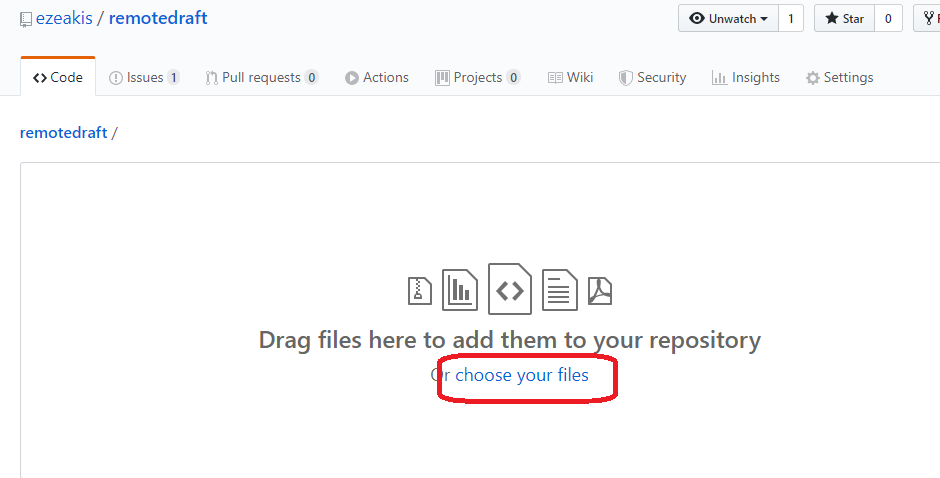 ezeakis / remotedraft
Unwatch 1 Star 0
Code Issues 1 Pull requests 0 Actions Projects 0 Wiki Security Insights Settings
remotedraft /
Drag files here to add them to your repository
Or choose your files